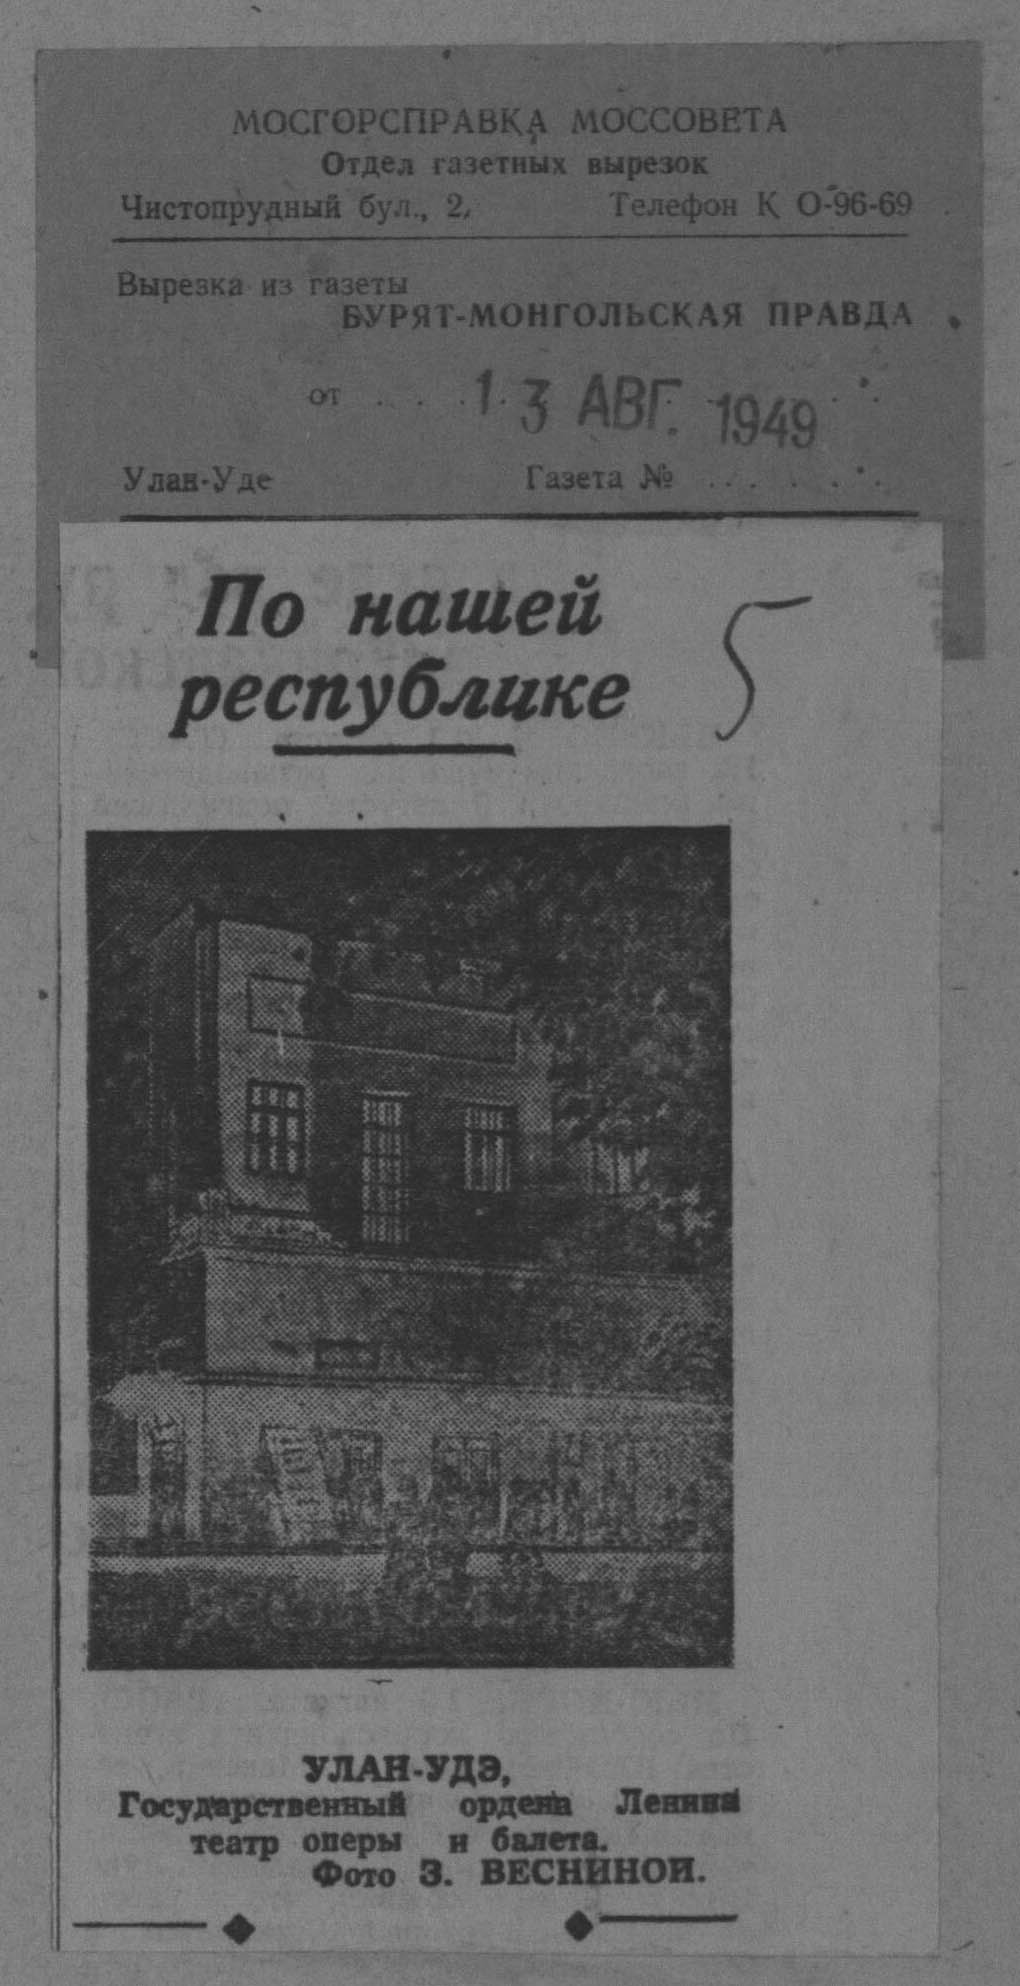 МОСГОРСПРАВКА МОССОВЕТА
Отдел газетных вырезок
Чистопрудный бул., 2, Телефон К 0-96-69
Вырезка из газеты
БУРЯТ-МОНГОЛЬСКАЯ ПРАВДА
от . . . 13 АВГ. 1949
Улан-Уде Газета № . . . . . .
По нашей
республике
5
УЛАН-УДЭ,
Государственный ордена Ленина
театр оперы и балета.
Фото З. ВЕСНИНОЙ.